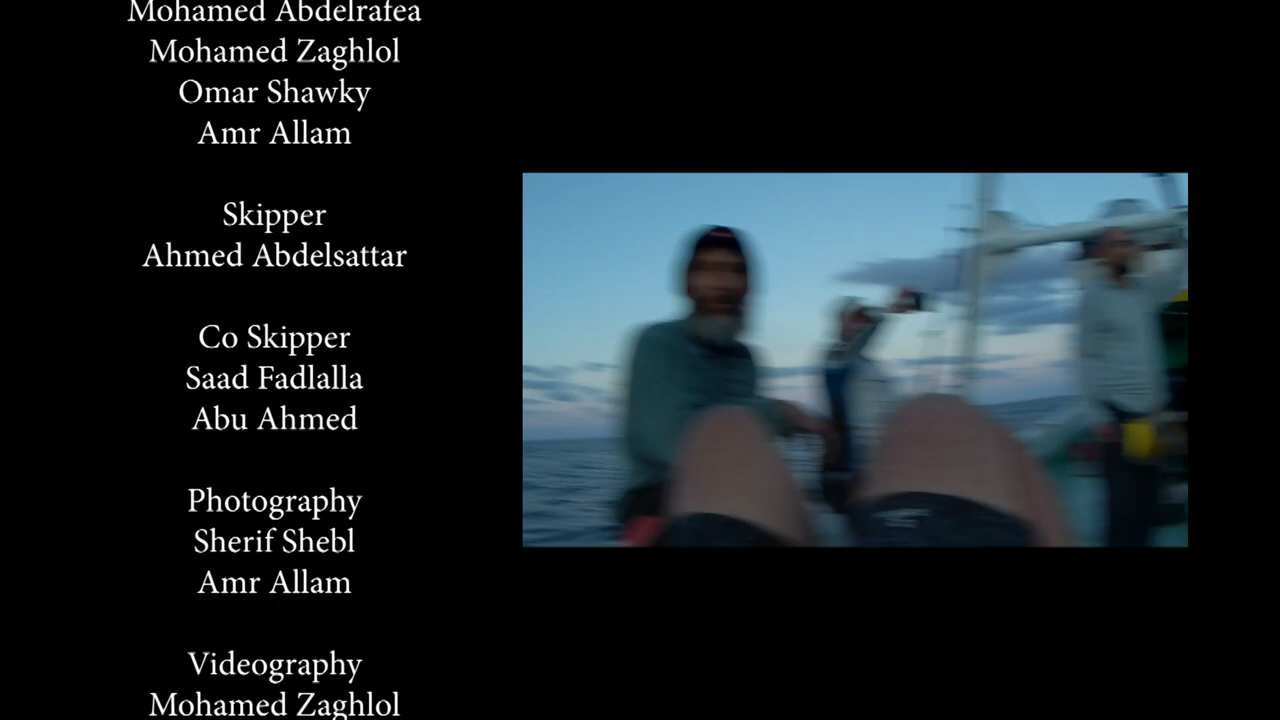 Mohamed Abdelrafea
Mohamed Zaghlol
Omar Shawky
Amr Allam
Skipper
Ahmed Abdelsattar
Co Skipper
Saad Fadlalla
Abu Ahmed
Photography
Sherif Shebl
Amr Allam
Videography
Mohamed Zaghlol